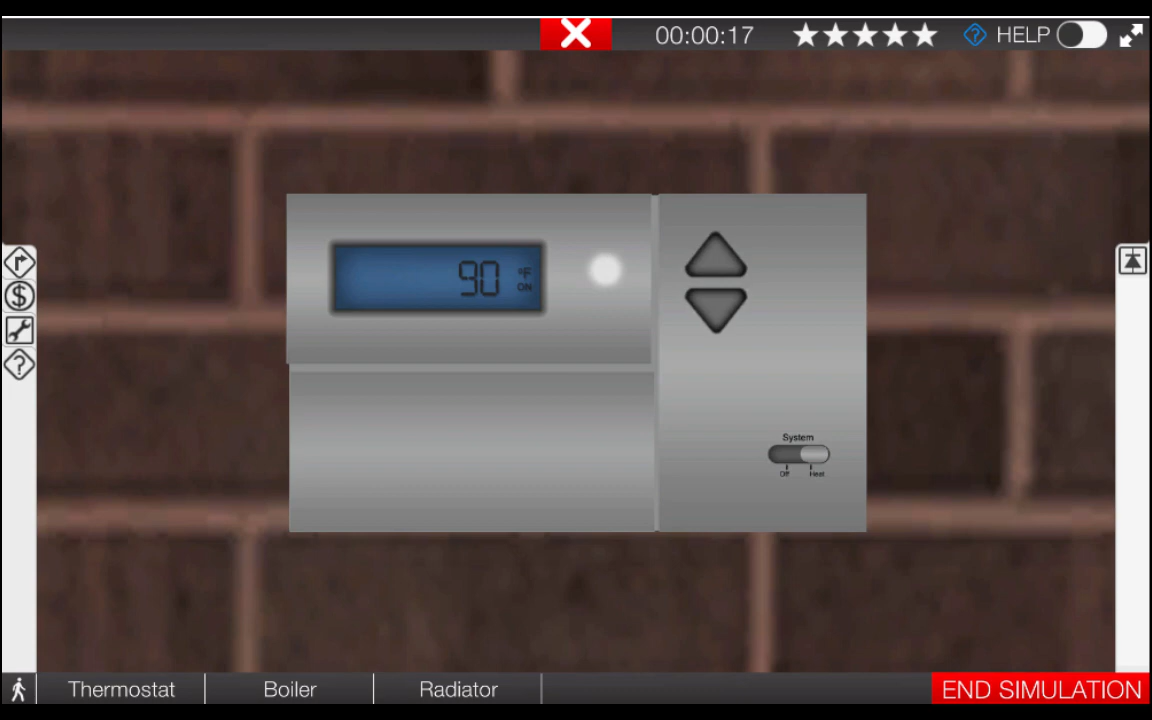 00:00:17 HELP
90 °F
ON
System
Off Heat
Thermostat Boiler Radiator END SIMULATION